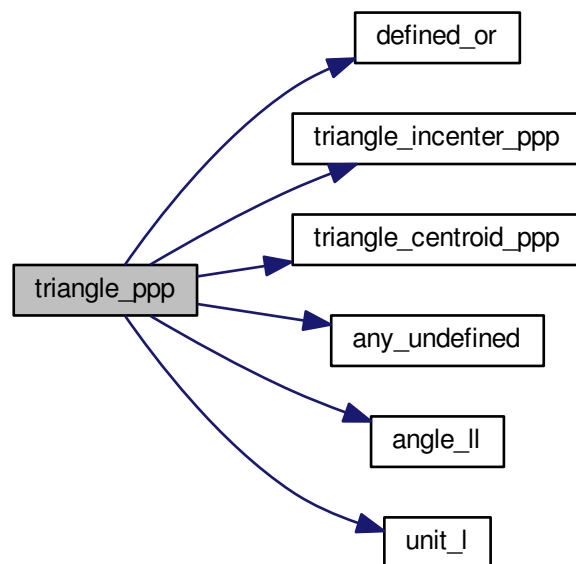 defined_or
triangle_incenter_ppp
triangle_centroid_ppp
triangle_ppp
any_undefined
angle_ll
unit_l